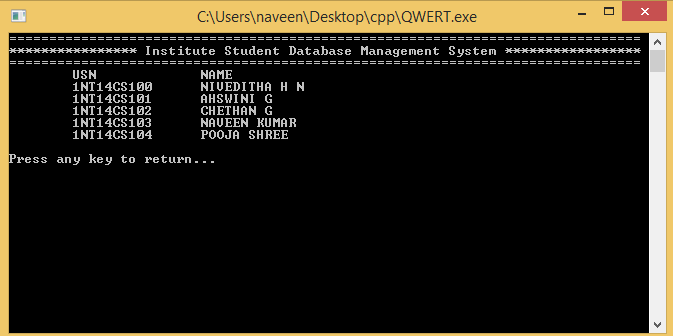 C:\Users\naveen\Desktop\cpp\QWERT.exe
===============================================================================
**************** Institute Student Database Management System *****************
===============================================================================
USN NAME
1NT14CS100 NIVEDITHA H N
1NT14CS101 AHSWINI G
1NT14CS102 CHETHAN G
1NT14CS103 NAVEEN KUMAR
1NT14CS104 POOJA SHREE
Press any key to return...